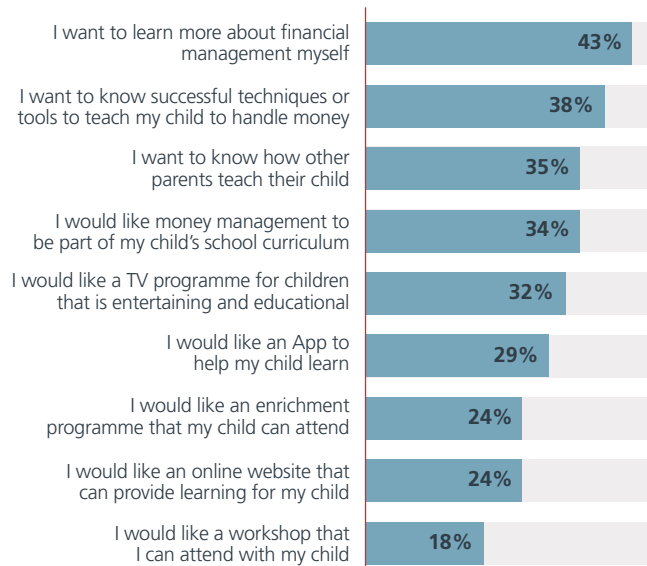 I want to learn more about financial
management myself
43%
I want to know successful techniques or
tools to teach my child to handle money
38%
I want to know how other
parents teach their child
35%
I would like money management to
be part of my child's school curriculum
34%
I would like a TV programme for children
that is entertaining and educational
32%
I would like an App to
help my child learn
29%
I would like an enrichment
programme that my child can attend
24%
I would like an online website that
can provide learning for my child
24%
I would like a workshop that
I can attend with my child
18%